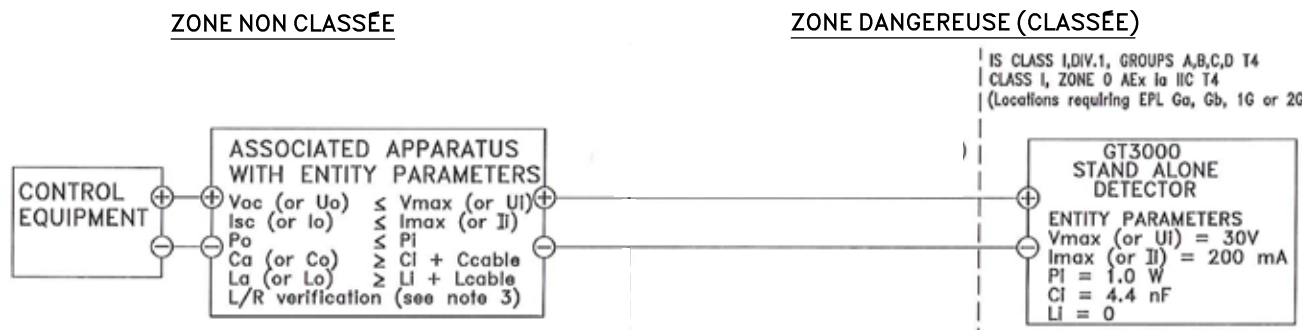 ZONE NON CLASSÉE
ZONE DANGEREUSE (CLASSÉE)
IS CLASS I,DIV.1, GROUPS A,B,C,D T4
CLASS I, ZONE 0 AEx ia IIC T4
(Locations requiring EPL Ga, Gb, 1G or 2G
CONTROL
EQUIPMENT
ASSOCIATED APPARATUS
WITH ENTITY PARAMETERS
Voc (or Uo) ≤ Vmax (or UI)
Isc (or Io) ≤ Imax (or Ii)
Po ≤ Pi
Ca (or Co) ≥ Ci + Ccable
La (or Lo) ≥ Li + Lcable
L/R verification (see note 3)
GT3000
STAND ALONE
DETECTOR
ENTITY PARAMETERS
Vmax (or Ui) = 30V
Imax (or Ii) = 200 mA
Pi = 1.0 W
Ci = 4.4 nF
Li = 0